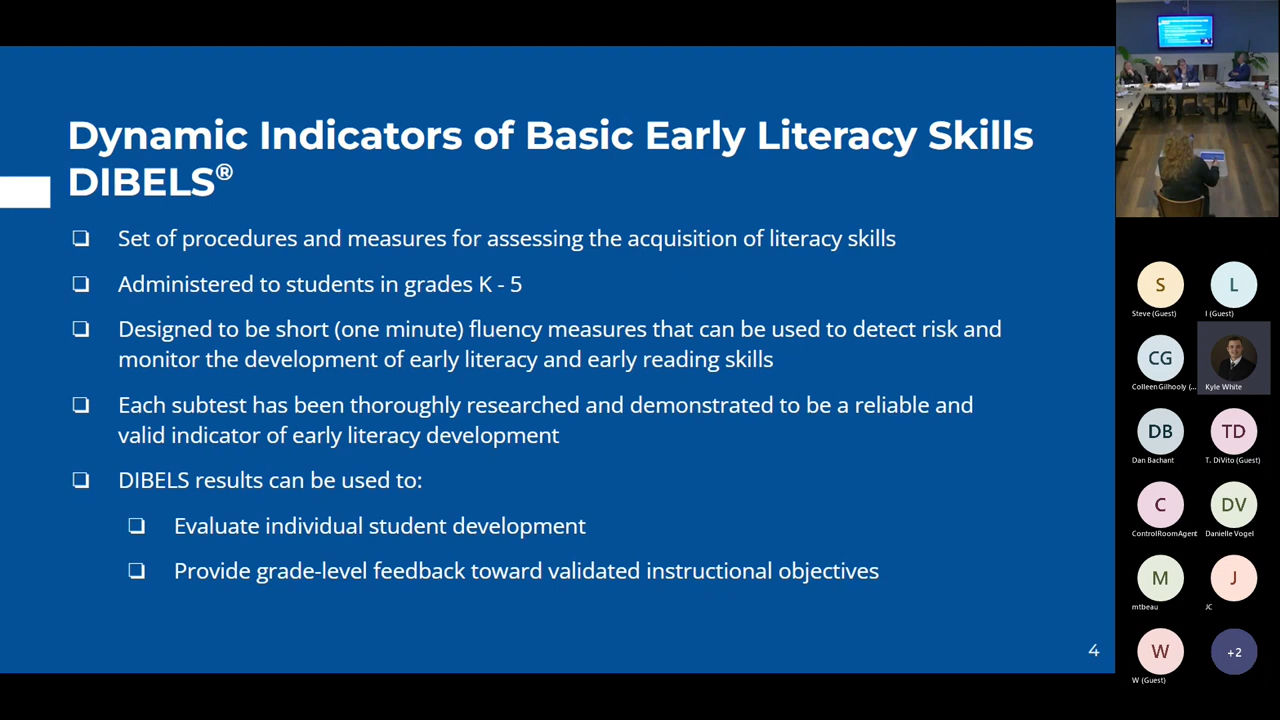 Dynamic Indicators of Basic Early Literacy Skills
DIBELS®
❏ Set of procedures and measures for assessing the acquisition of literacy skills
❏ Administered to students in grades K - 5
❏ Designed to be short (one minute) fluency measures that can be used to detect risk and
monitor the development of early literacy and early reading skills
❏ Each subtest has been thoroughly researched and demonstrated to be a reliable and
valid indicator of early literacy development
❏ DIBELS results can be used to:
❏ Evaluate individual student development
❏ Provide grade-level feedback toward validated instructional objectives
4
S
Steve (Guest)
L
l (Guest)
CG
Colleen Gilhooly (...
Kyle White
DB
Dan Bachant
TD
T. DiVito (Guest)
C
ControlRoomAgent
DV
Danielle Vogel
M
mtbeau
J
JC
W
W (Guest)
+2